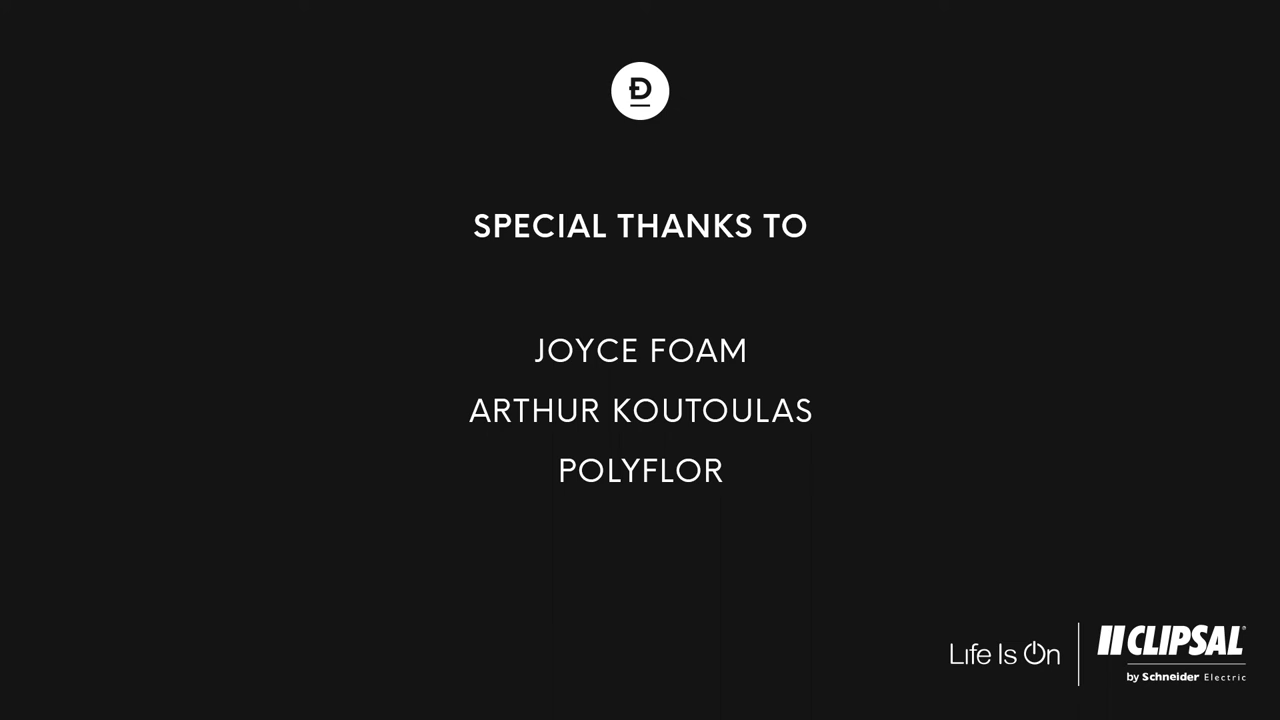 Đ
SPECIAL THANKS TO
JOYCE FOAM
ARTHUR KOUTOULAS
POLYFLOR
Life Is On
CLIPSAL®
by Schneider Electric